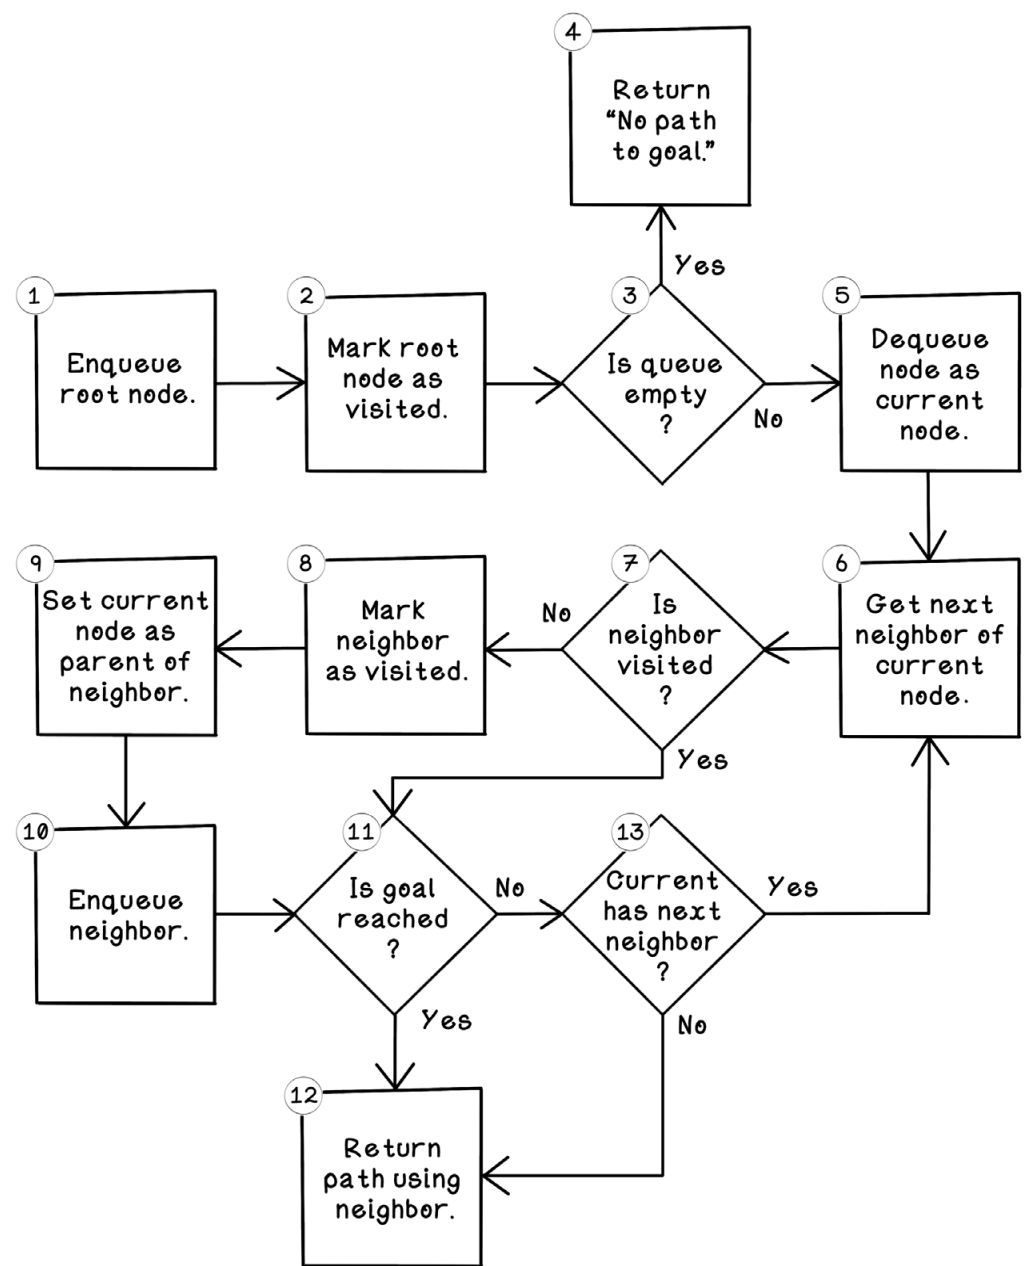 4
Return
“No path
to goal.”
Yes
1
Enqueue
root node.
2
Mark root
node as
visited.
3
Is queue
empty
?
No
5
Dequeue
node as
current
node.
9
Set current
node as
parent of
neighbor.
8
Mark
neighbor
as visited.
No
7
Is
neighbor
visited
?
Yes
6
Get next
neighbor of
current
node.
10
Enqueue
neighbor.
11
Is goal
reached
?
No
Yes
13
Current
has next
neighbor
?
Yes
No
12
Return
path using
neighbor.